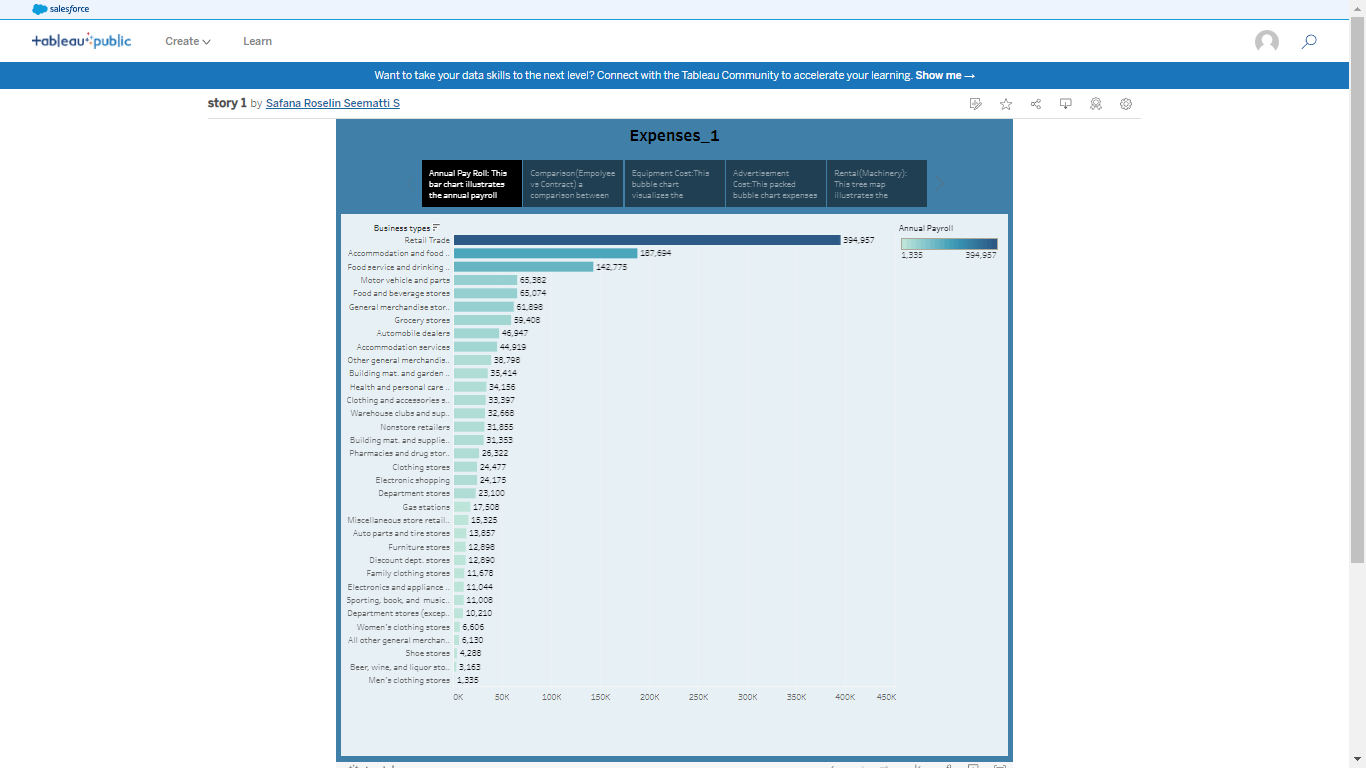 salesforce
+ableau public Create Learn
Want to take your data skills to the next level? Connect with the Tableau Community to accelerate your learning. Show me →
story 1 by Safana Roselin Seematti S
Expenses_1
Annual Pay Roll: This
bar chart illustrates
the annual payroll
Comparison(Empolyee
vs Contract) a
comparison between
Equipment Cost:This
bubble chart
visualizes the
Advertisement
Cost:This packed
bubble chart expenses
Rental(Machinery):
This tree map
illustrates the
Business types
Retail Trade 394,957
Accommodation and food .. 187,694
Food service and drinking .. 142,775
Motor vehicle and parts 65,382
Food and beverage stores 65,074
General merchandise stor.. 61,898
Grocery stores 59,408
Automobile dealers 46,947
Accommodation services 44,919
Other general merchandis.. 38,798
Building mat. and garden .. 35,414
Health and personal care .. 34,156
Clothing and accessories s.. 33,397
Warehouse clubs and sup.. 32,668
Nonstore retailers 31,855
Building mat. and supplie.. 31,353
Pharmacies and drug stor.. 26,322
Clothing stores 24,477
Electronic shopping 24,175
Department stores 23,100
Gas stations 17,508
Miscellaneous store retail.. 15,325
Auto parts and tire stores 13,857
Furniture stores 12,898
Discount dept. stores 12,890
Family clothing stores 11,678
Electronics and appliance .. 11,044
Sporting, book, and music.. 11,008
Department stores (excep.. 10,210
Women's clothing stores 6,606
All other general merchan.. 6,130
Shoe stores 4,288
Beer, wine, and liquor sto.. 3,163
Men's clothing stores 1,335
0K 50K 100K 150K 200K 250K 300K 350K 400K 450K
Annual Payroll
1,335 394,957